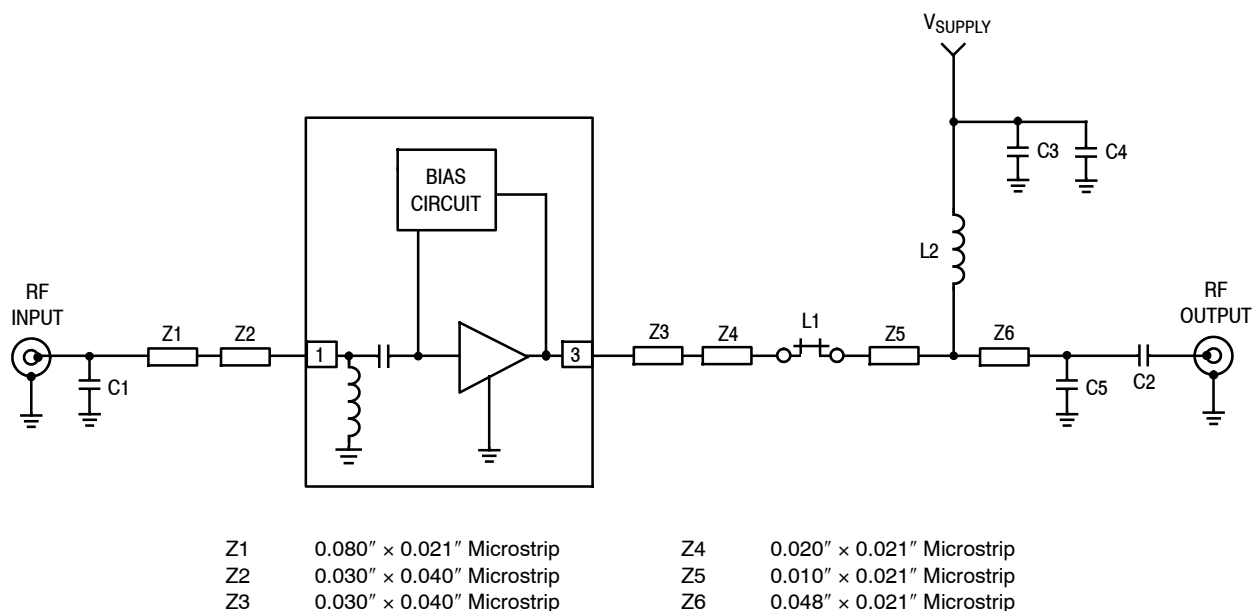 V_SUPPLY
C3
C4
BIAS
CIRCUIT
L2
RF
INPUT
RF
OUTPUT
Z1
Z2
1
3
Z3
Z4
L1
Z5
Z6
C1
C5
C2
Z1 0.080″ × 0.021″ Microstrip
Z2 0.030″ × 0.040″ Microstrip
Z3 0.030″ × 0.040″ Microstrip
Z4 0.020″ × 0.021″ Microstrip
Z5 0.010″ × 0.021″ Microstrip
Z6 0.048″ × 0.021″ Microstrip